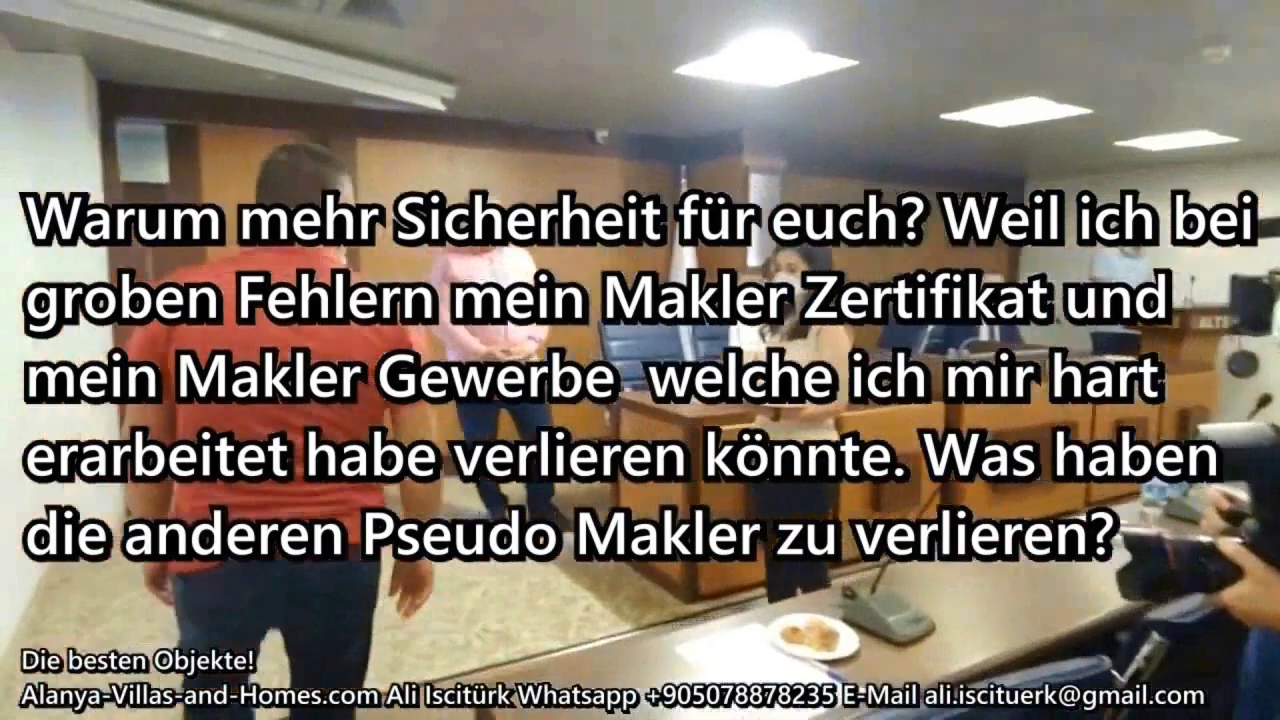 Warum mehr Sicherheit für euch? Weil ich bei
groben Fehlern mein Makler Zertifikat und
mein Makler Gewerbe welche ich mir hart
erarbeitet habe verlieren könnte. Was haben
die anderen Pseudo Makler zu verlieren?
Die besten Objekte!
Alanya-Villas-and-Homes.com Ali Iscitürk Whatsapp +905078878235 E-Mail ali.iscituerk@gmail.com